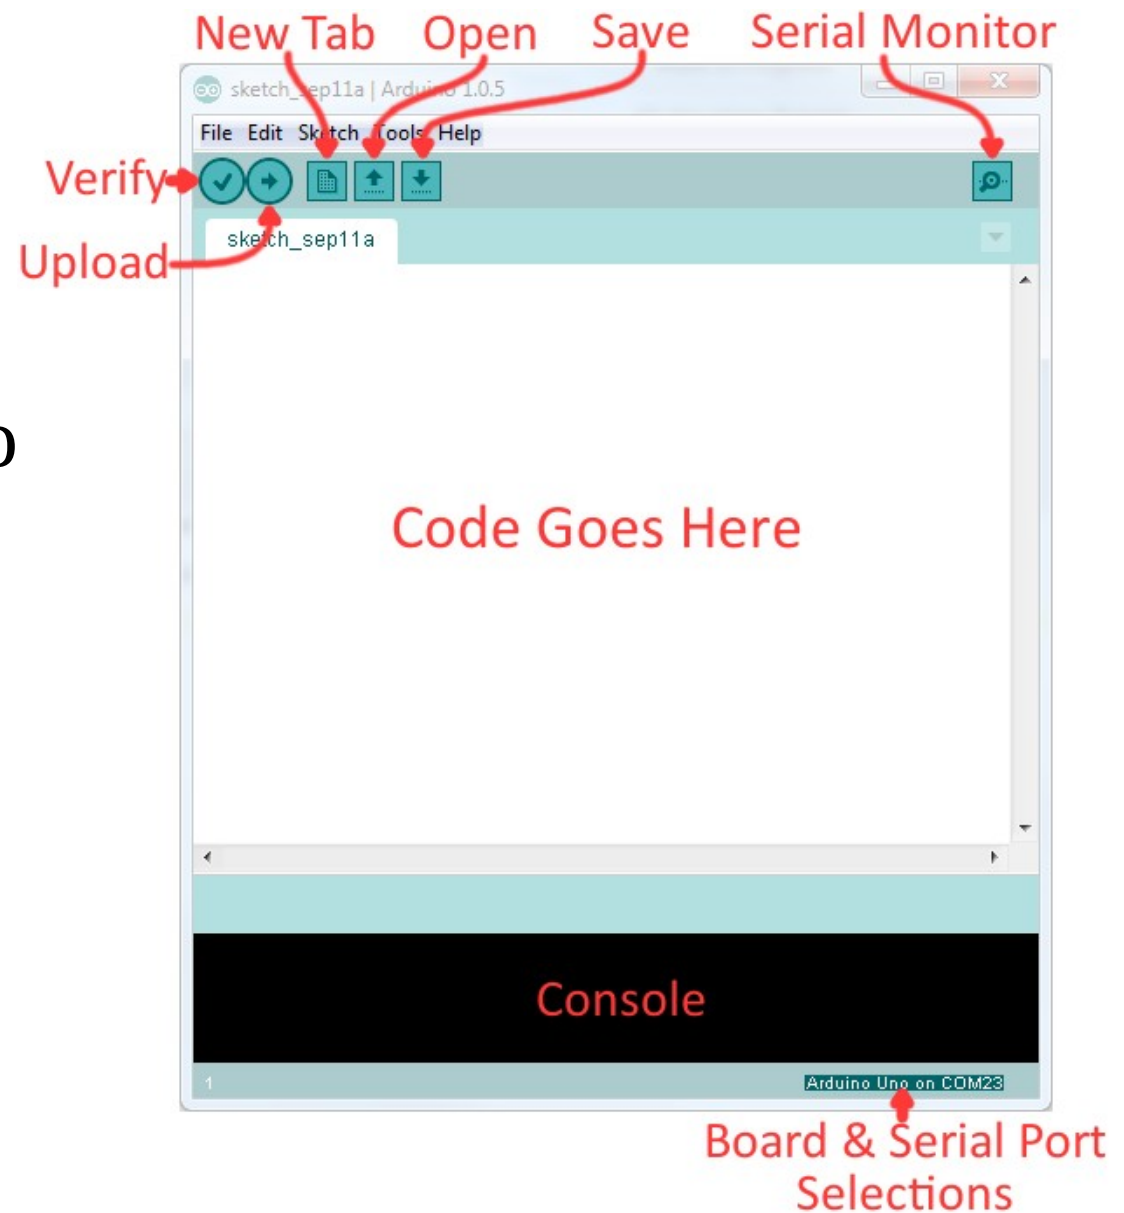 New Tab Open Save Serial Monitor
sketch_sep11a | Arduino 1.0.5
File Edit Sketch Tools Help
Verify
Upload
sketch_sep11a
Code Goes Here
Console
1
Arduino Uno on COM23
Board & Serial Port
Selections